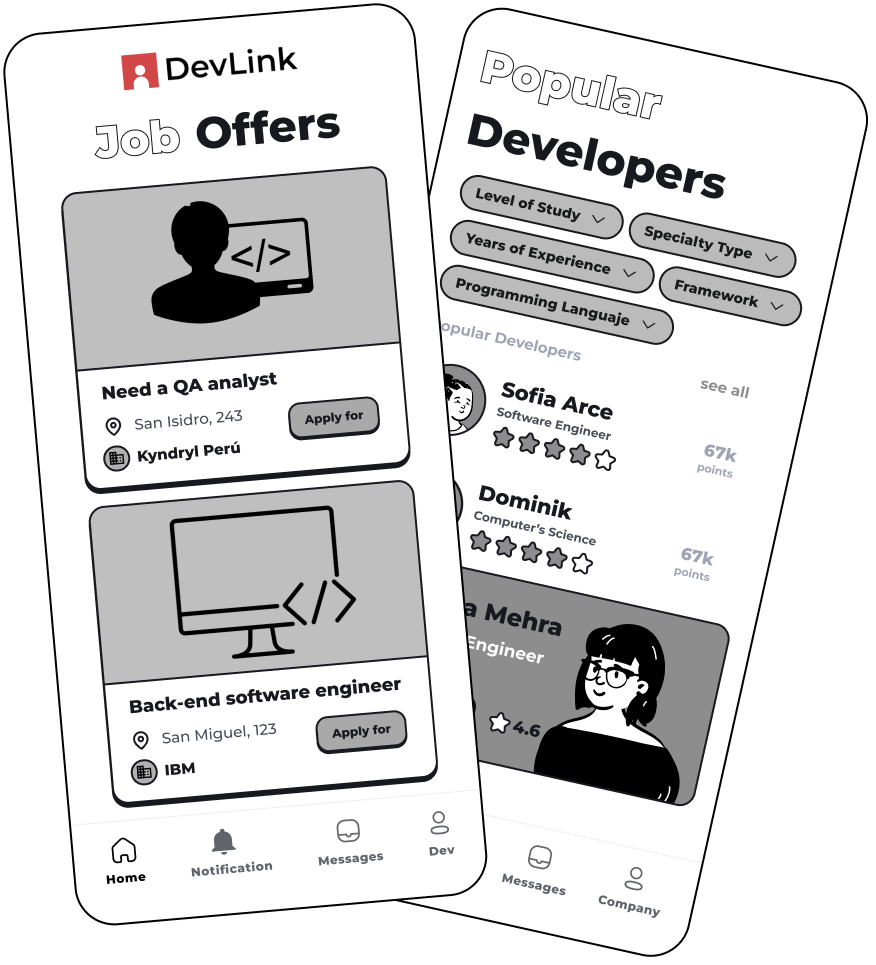 DevLink
Job Offers
</>
Need a QA analyst
San Isidro, 243
Apply for
Kyndryl Perú
</>
Back-end software engineer
San Miguel, 123
Apply for
IBM
Home
Notification
Messages
Dev
Popular
Developers
Level of Study
Specialty Type
Years of Experience
Framework
Programming Languaje
opular Developers
see all
Sofia Arce
Software Engineer
67k
points
Dominik
Computer’s Science
67k
points
a Mehra
Engineer
4.6
Messages
Company